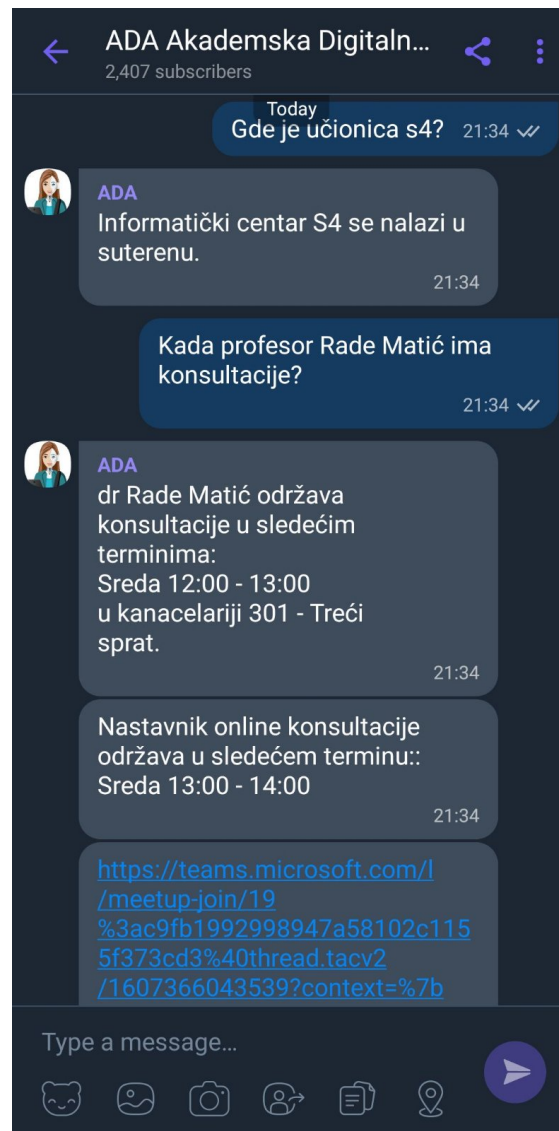 ADA Akademska Digitaln...
2,407 subscribers
Today
Gde je učionica s4? 21:34
ADA
Informatički centar S4 se nalazi u
suterenu.
21:34
Kada profesor Rade Matić ima
konsultacije?
21:34
ADA
dr Rade Matić održava
konsultacije u sledećim
terminima:
Sreda 12:00 - 13:00
u kanacelariji 301 - Treći
sprat.
21:34
Nastavnik online konsultacije
održava u sledećem terminu::
Sreda 13:00 - 14:00
21:34
https://teams.microsoft.com/l
/meetup-join/19
%3ac9fb1992998947a58102c115
5f373cd3%40thread.tacv2
/1607366043539?context=%7b
Type a message...